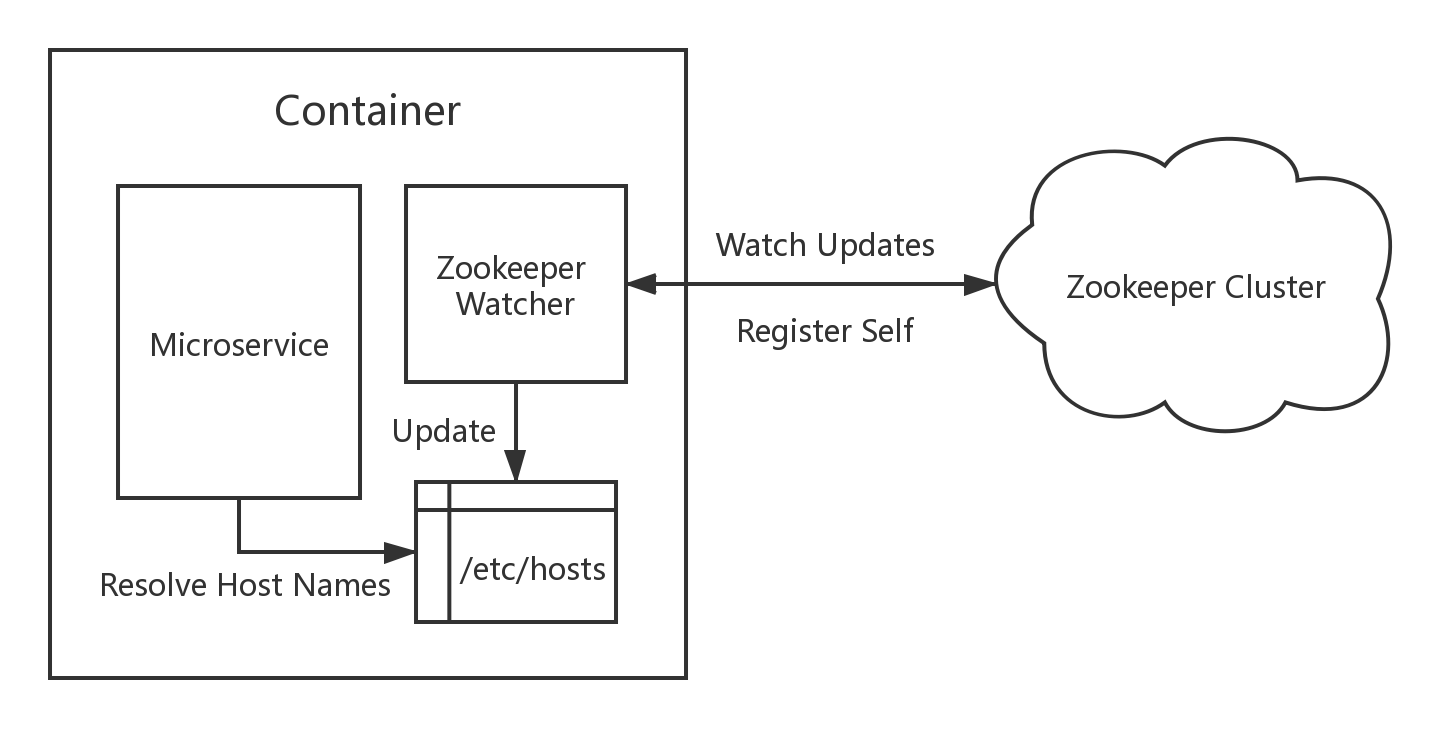 Container
Microservice
Zookeeper
Watcher
Watch Updates
Register Self
Zookeeper Cluster
Update
/etc/hosts
Resolve Host Names